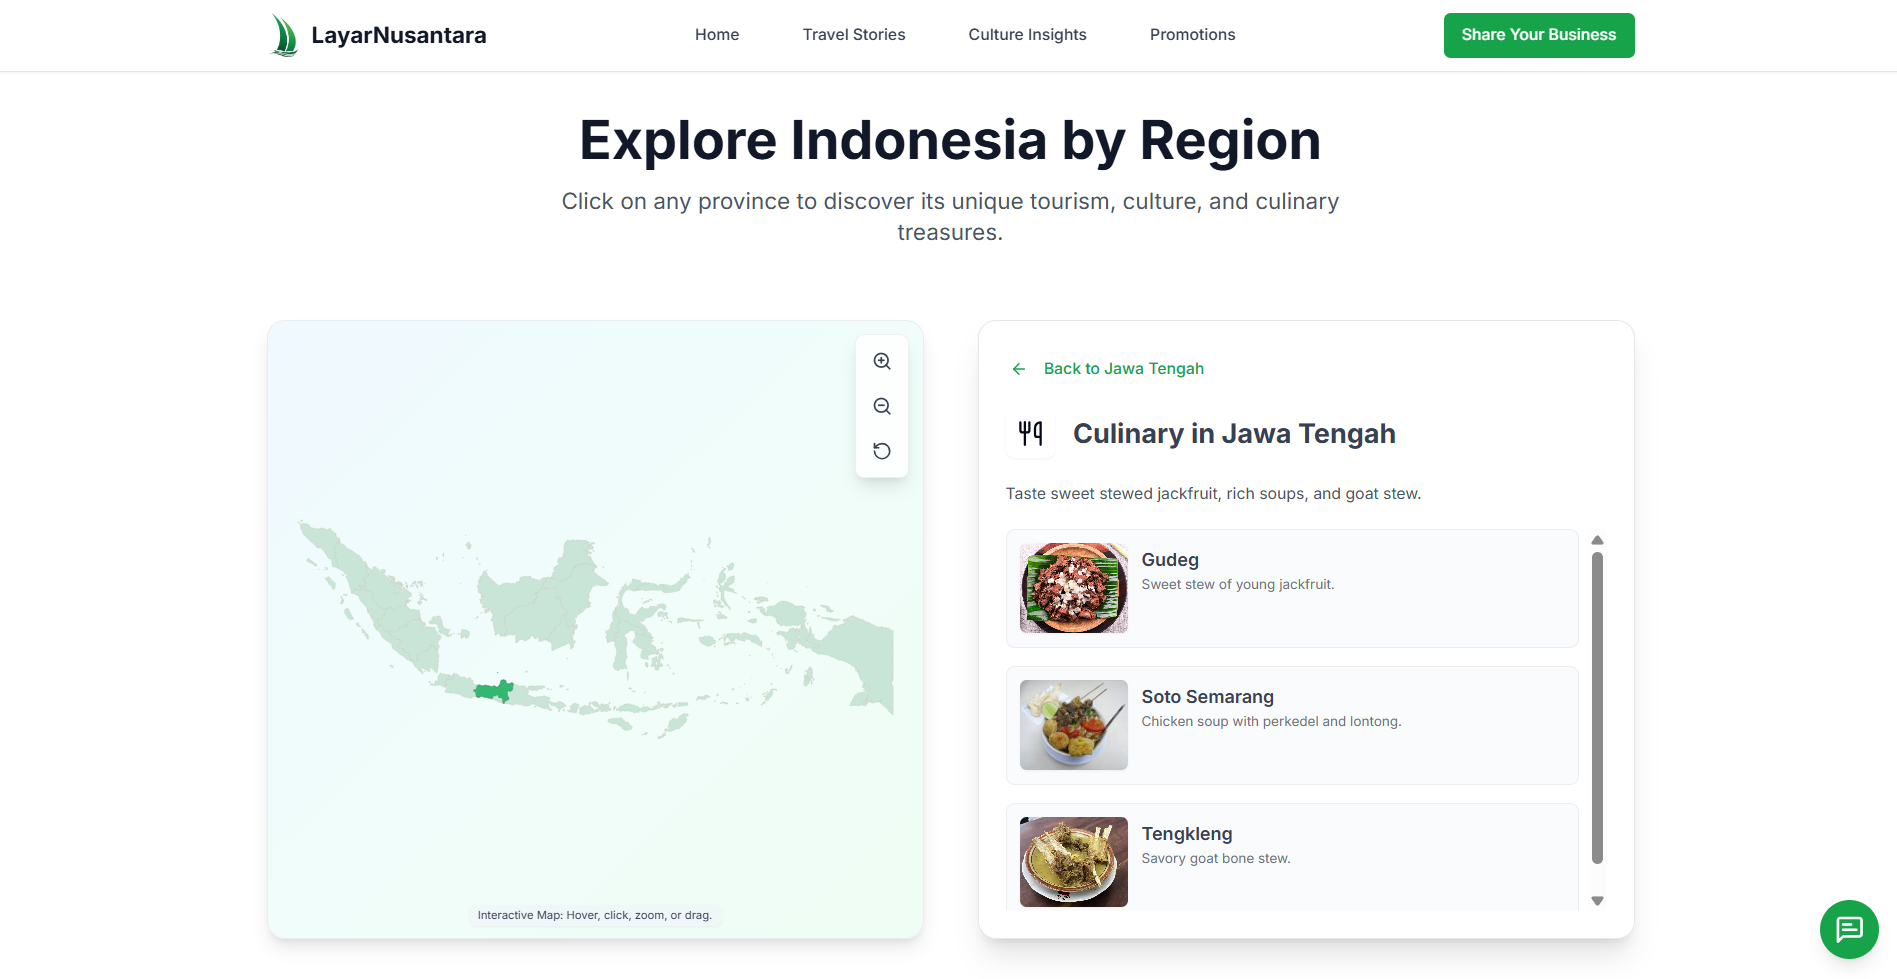 LayarNusantara
Home
Travel Stories
Culture Insights
Promotions
Share Your Business
Explore Indonesia by Region
Click on any province to discover its unique tourism, culture, and culinary
treasures.
Interactive Map: Hover, click, zoom, or drag.
Back to Jawa Tengah
Culinary in Jawa Tengah
Taste sweet stewed jackfruit, rich soups, and goat stew.
Gudeg
Sweet stew of young jackfruit.
Soto Semarang
Chicken soup with perkedel and lontong.
Tengkleng
Savory goat bone stew.